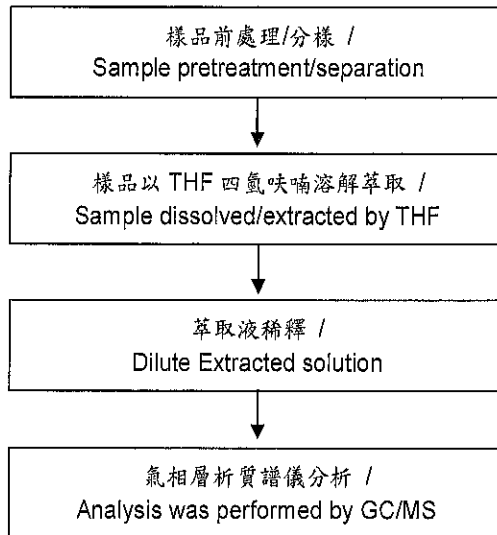 樣品前處理/分樣 /
Sample pretreatment/separation
樣品以 THF 四氫呋喃溶解萃取 /
Sample dissolved/extracted by THF
萃取液稀釋 /
Dilute Extracted solution
氣相層析質譜儀分析 /
Analysis was performed by GC/MS